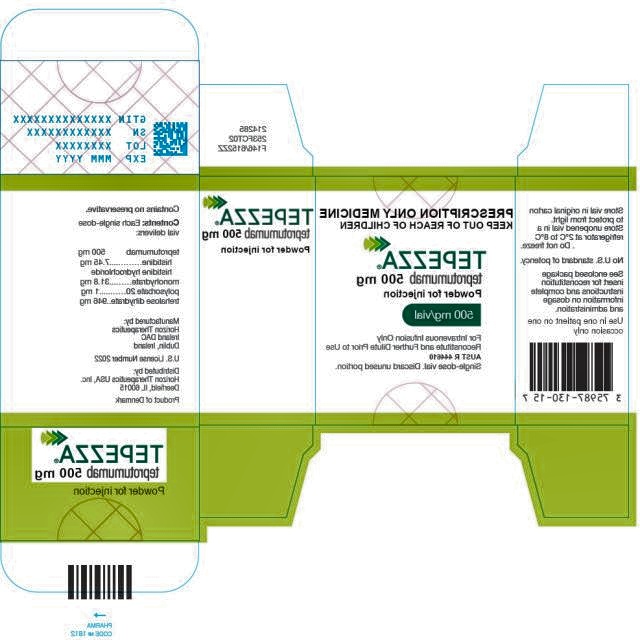 GTIN XXXXXXXXXXXXXX
SN XXXXXXXXXXXX
LOT XXXXXXXX
EXP MMM YYYY
214285
253FCT02
F146/8152ZZ
Contains no preservative.
Contents: Each single-dose
vial delivers:
teprotumumab 500 mg
histidine............7.45 mg
histidine hydrochloride
monohydrate..........31.8 mg
polysorbate 20..........1 mg
trehalose dihydrate..946 mg
Manufactured by:
Horizon Therapeutics
Ireland DAC
Dublin, Ireland
U.S. License Number 2022
Distributed by:
Horizon Therapeutics USA, Inc.
Deerfield, IL 60015
Product of Denmark
TEPEZZA®
teprotumumab 500 mg
Powder for injection
PRESCRIPTION ONLY MEDICINE
KEEP OUT OF REACH OF CHILDREN
TEPEZZA®
teprotumumab 500 mg
Powder for injection
500 mg/vial
For Intravenous Infusion Only
Reconstitute and Further Dilute Prior to Use
AUST R 444610
Single-dose vial. Discard unused portion.
Store vial in original carton
to protect from light.
Store unopened vial in a
refrigerator at 2°C to 8°C
. Do not freeze.
No U.S. standard of potency.
See enclosed package
insert for reconstitution
instructions and complete
information on dosage
and administration.
Use in one patient on one
occasion only
3 75987-130-15 7
TEPEZZA®
teprotumumab 500 mg
Powder for injection
PHARMA
CODE № 1812